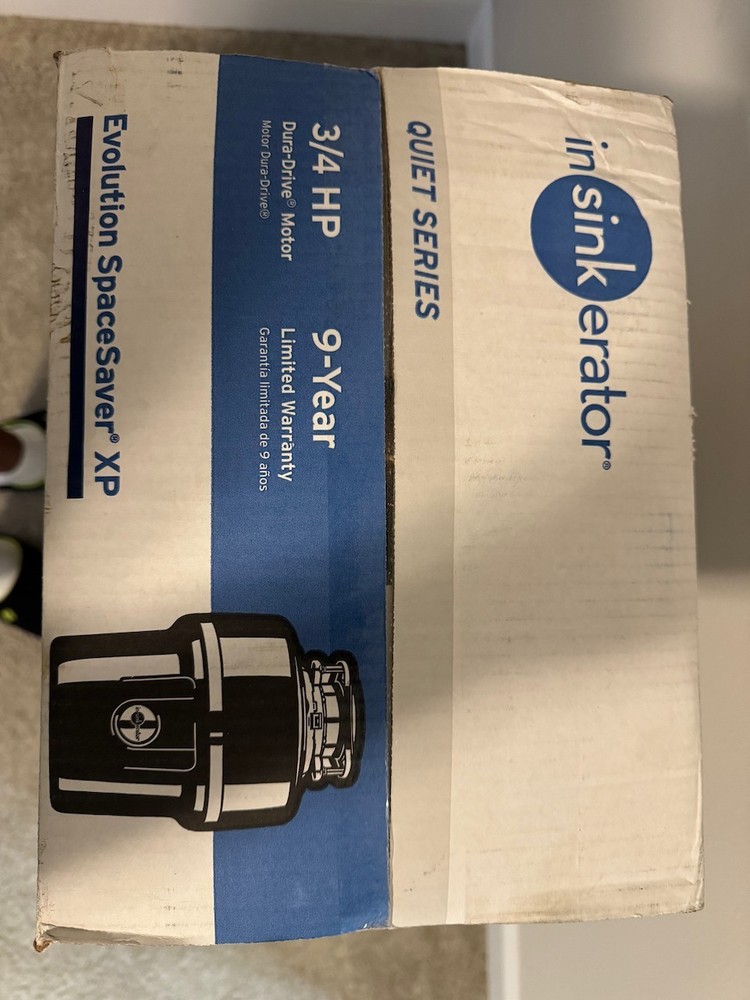 insinkerator®
QUIET SERIES
3/4 HP
Dura-Drive® Motor
Motor Dura-Drive®
9-Year
Limited Warranty
Garantía limitada de 9 años
Evolution SpaceSaver® XP